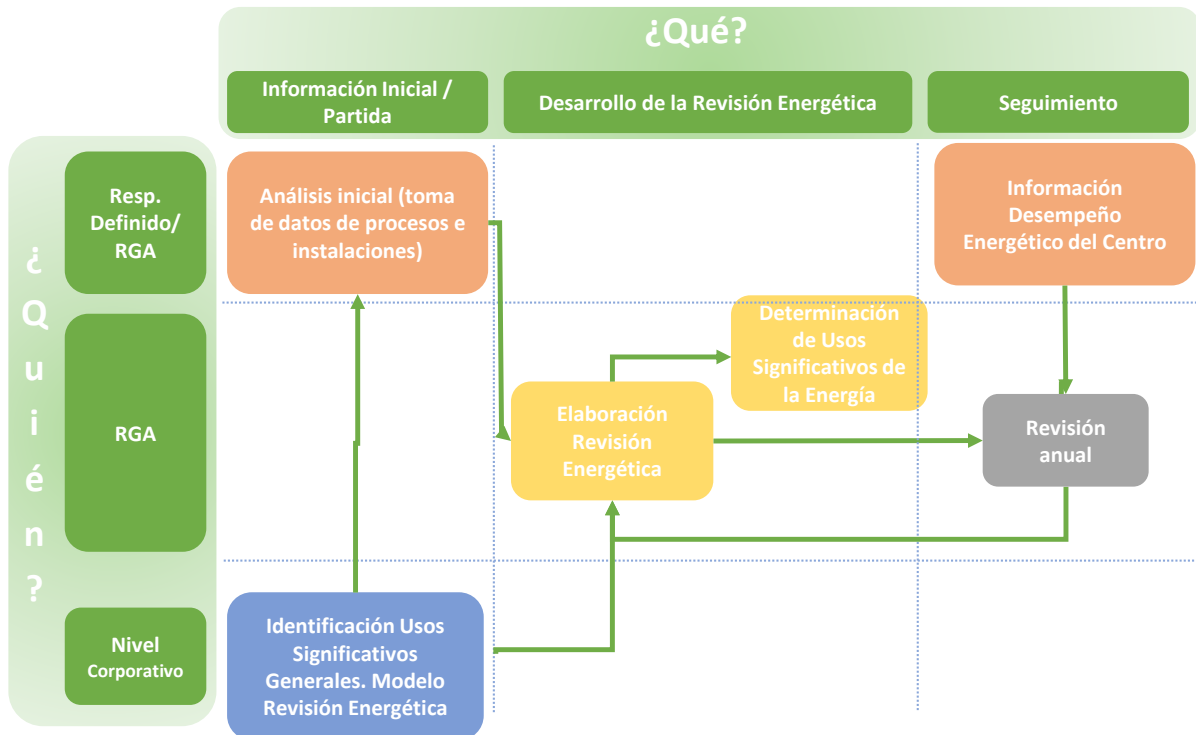 ¿Qué?
Información Inicial /
Partida
Desarrollo de la Revisión Energética
Seguimiento
¿Quién?
Resp.
Definido/
RGA
Análisis inicial (toma
de datos de procesos e
instalaciones)
Información
Desempeño
Energético del Centro
RGA
Determinación
de Usos
Significativos de
la Energía
Elaboración
Revisión
Energética
Revisión
anual
Nivel
Corporativo
Identificación Usos
Significativos
Generales. Modelo
Revisión Energética